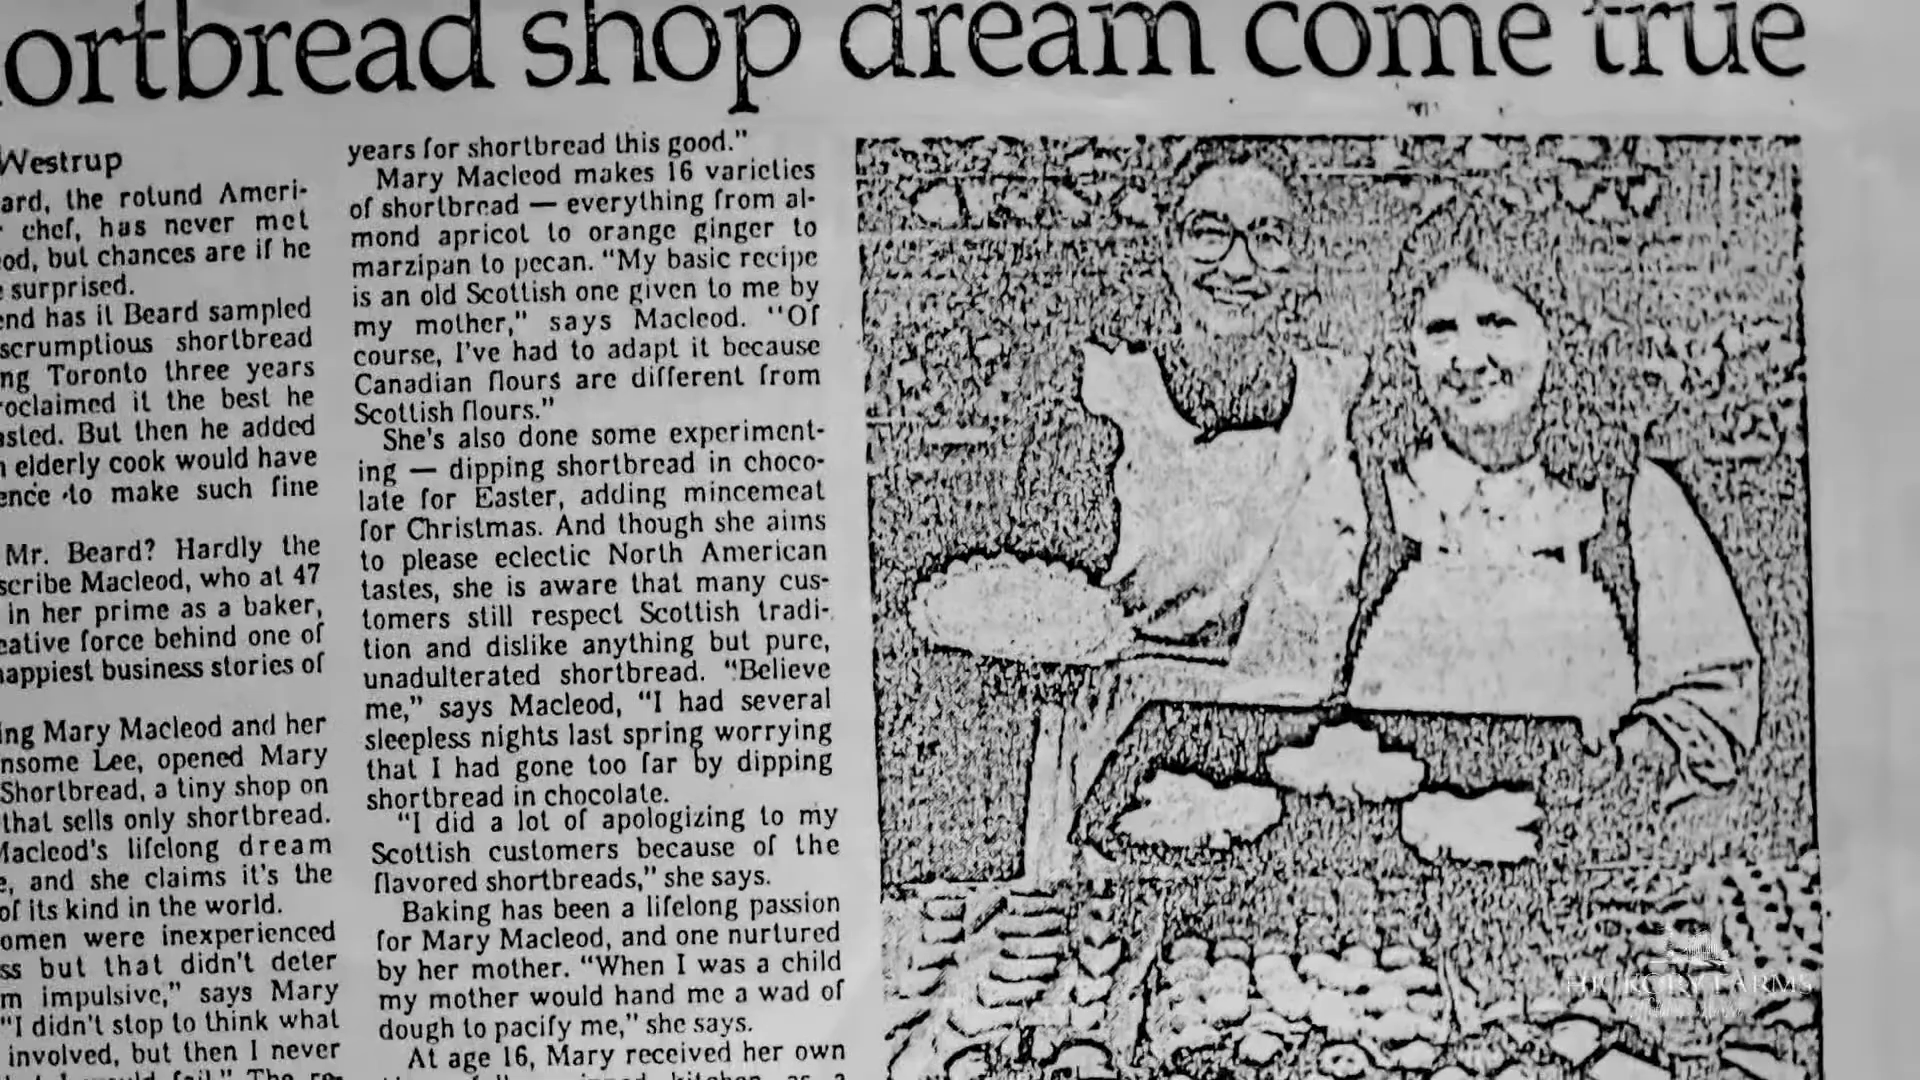 ortbread shop dream come true
Westrup
ard, the rotund Ameri-
chef, has never met
od, but chances are if he
surprised.
end has it Beard sampled
scrumptious shortbread
ng Toronto three years
roclaimed it the best he
asted. But then he added
elderly cook would have
ence to make such fine
Mr. Beard? Hardly the
scribe Macleod, who at 47
in her prime as a baker,
eative force behind one of
happiest business stories of
ing Mary Macleod and her
nsome Lee, opened Mary
Shortbread, a tiny shop on
that sells only shortbread.
Macleod's lifelong dream
e, and she claims it's the
of its kind in the world.
omen were inexperienced
ss but that didn't deter
m impulsive," says Mary
"I didn't stop to think what
involved, but then I never
years for shortbread this good."
Mary Macleod makes 16 varieties
of shortbread — everything from al-
mond apricot to orange ginger to
marzipan to pecan. "My basic recipe
is an old Scottish one given to me by
my mother," says Macleod. "Of
course, I've had to adapt it because
Canadian flours are different from
Scottish flours."
She's also done some experiment-
ing — dipping shortbread in choco-
late for Easter, adding mincemeat
for Christmas. And though she aims
to please eclectic North American
tastes, she is aware that many cus-
tomers still respect Scottish tradi-
tion and dislike anything but pure,
unadulterated shortbread. "Believe
me," says Macleod, "I had several
sleepless nights last spring worrying
that I had gone too far by dipping
shortbread in chocolate.
"I did a lot of apologizing to my
Scottish customers because of the
flavored shortbreads," she says.
Baking has been a lifelong passion
for Mary Macleod, and one nurtured
by her mother. "When I was a child
my mother would hand me a wad of
dough to pacify me," she says.
At age 16, Mary received her own
HICKORY FARMS